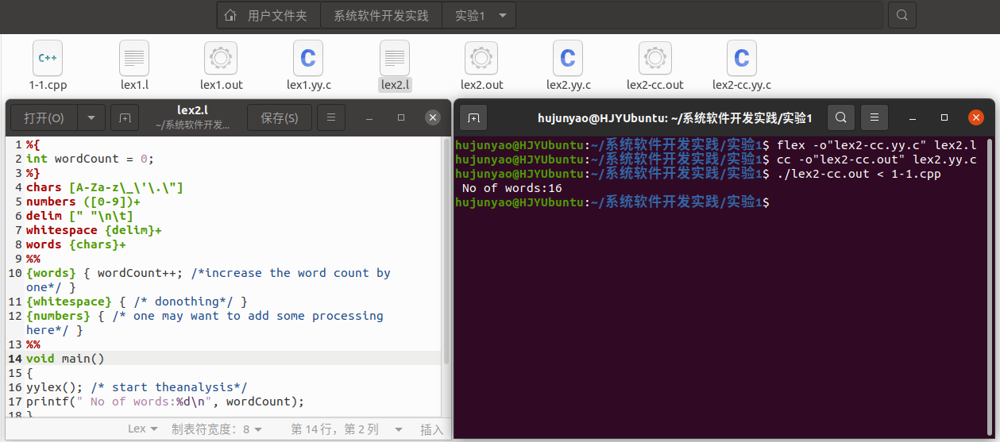 用户文件夹 系统软件开发实践 实验1
1-1.cpp lex1.l lex1.out lex1.yy.c lex2.l lex2.out lex2.yy.c lex2-cc.out lex2-cc.yy.c
打开(O) lex2.l 保存(S)
~/系统软件开发...
1 %{
2 int wordCount = 0;
3 %}
4 chars [A-Za-z\_\'\.\"]
5 numbers ([0-9])+
6 delim [" "\n\t]
7 whitespace {delim}+
8 words {chars}+
9 %%
10 {words} { wordCount++; /*increase the word count by
one*/ }
11 {whitespace} { /* donothing*/ }
12 {numbers} { /* one may want to add some processing
here*/ }
13 %%
14 void main()
15 {
16 yylex(); /* start theanalysis*/
17 printf(" No of words:%d\n", wordCount);
18 }
Lex 制表符宽度：8 第 14 行，第 2 列 插入
hujunyao@HJYUbuntu: ~/系统软件开发实践/实验1
hujunyao@HJYUbuntu:~/系统软件开发实践/实验1$ flex -o"lex2-cc.yy.c" lex2.l
hujunyao@HJYUbuntu:~/系统软件开发实践/实验1$ cc -o"lex2-cc.out" lex2.yy.c
hujunyao@HJYUbuntu:~/系统软件开发实践/实验1$ ./lex2-cc.out < 1-1.cpp
No of words:16
hujunyao@HJYUbuntu:~/系统软件开发实践/实验1$